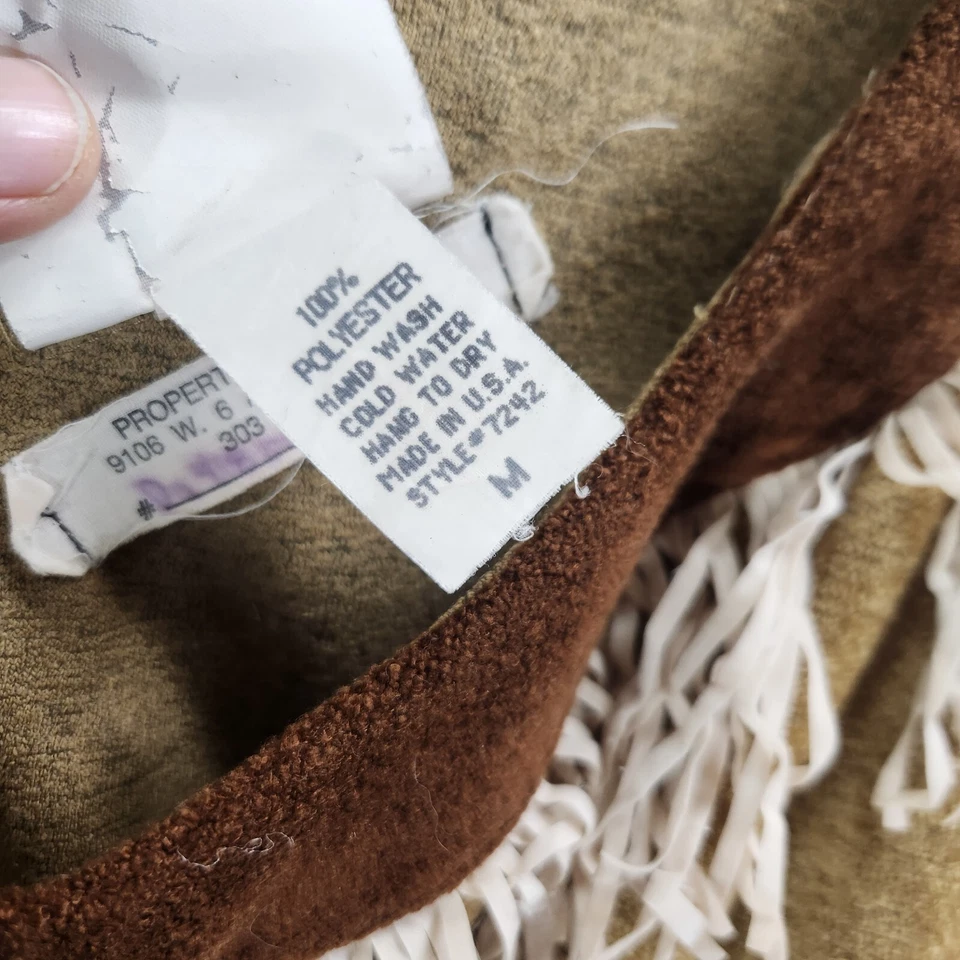 100%
POLYESTER
HAND WASH
COLD WATER
HANG TO DRY
MADE IN U.S.A.
STYLE#7242
M
PROPERT
9106 W. 6
303
#